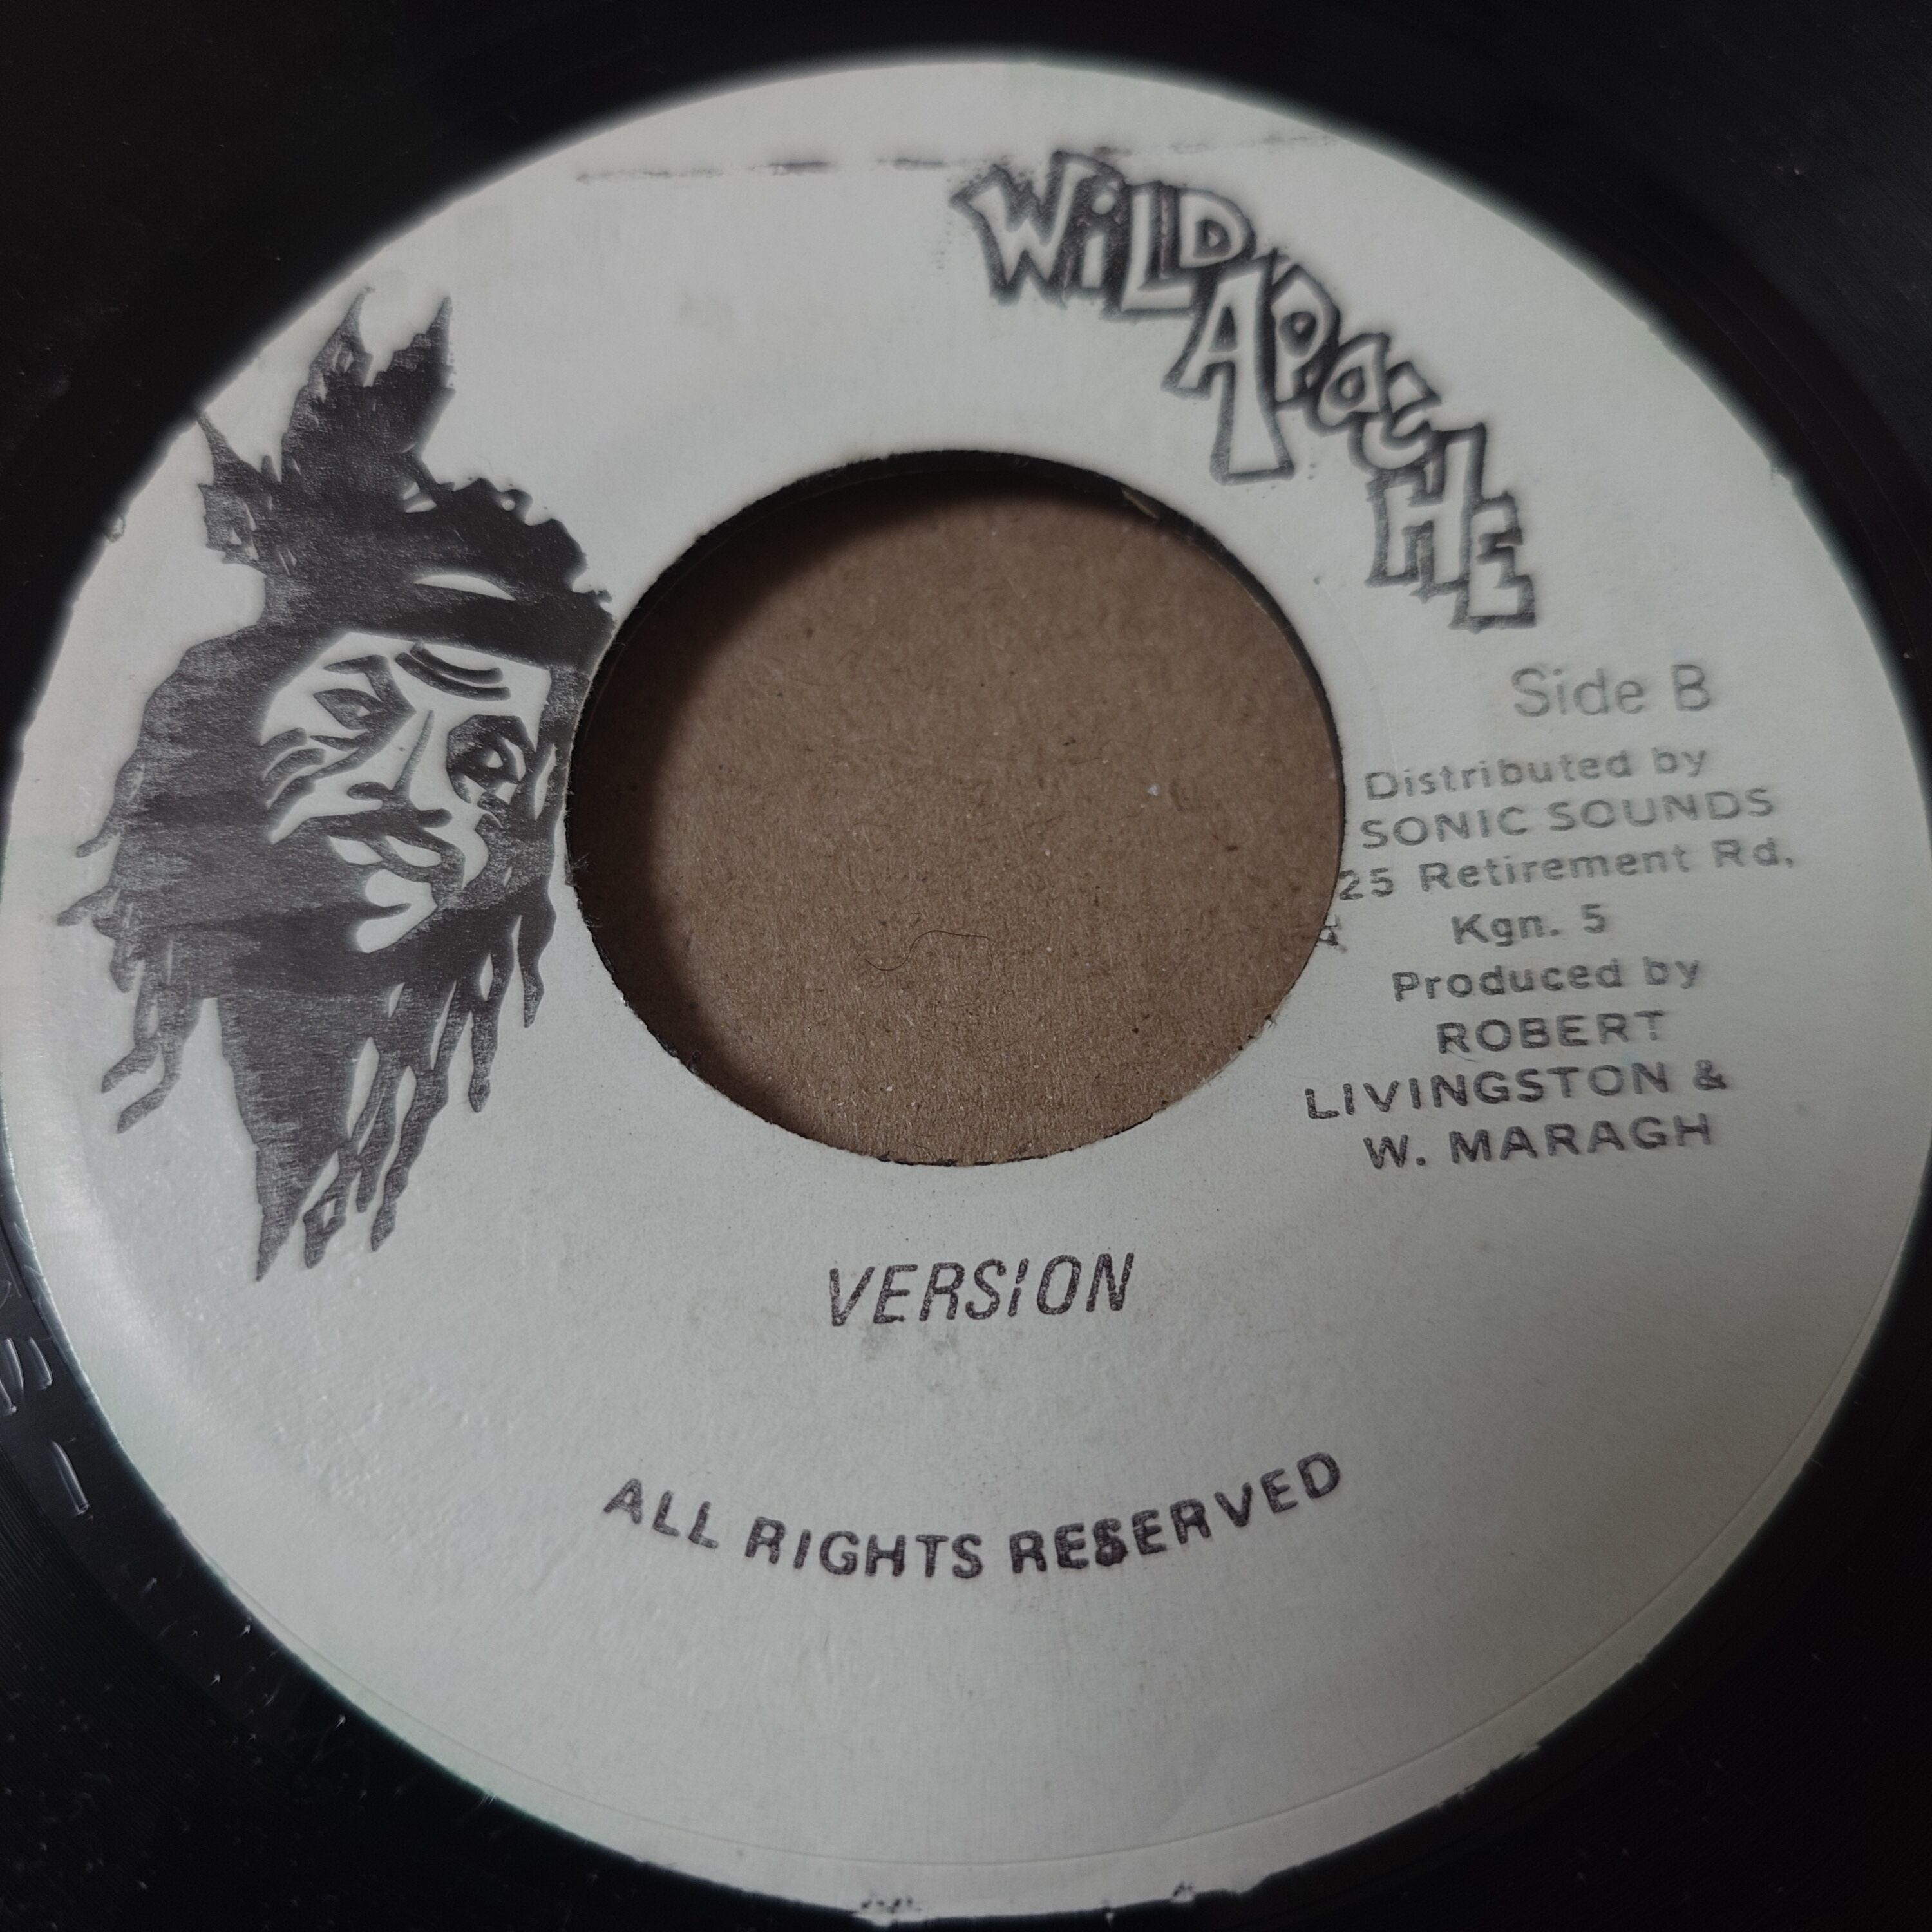 WiLD
APACHE
Side B
Distributed by
SONIC SOUNDS
25 Retirement Rd,
Kgn. 5
Produced by
ROBERT
LIVINGSTON &
W. MARAGH
VERSiON
ALL RIGHTS RESERVED